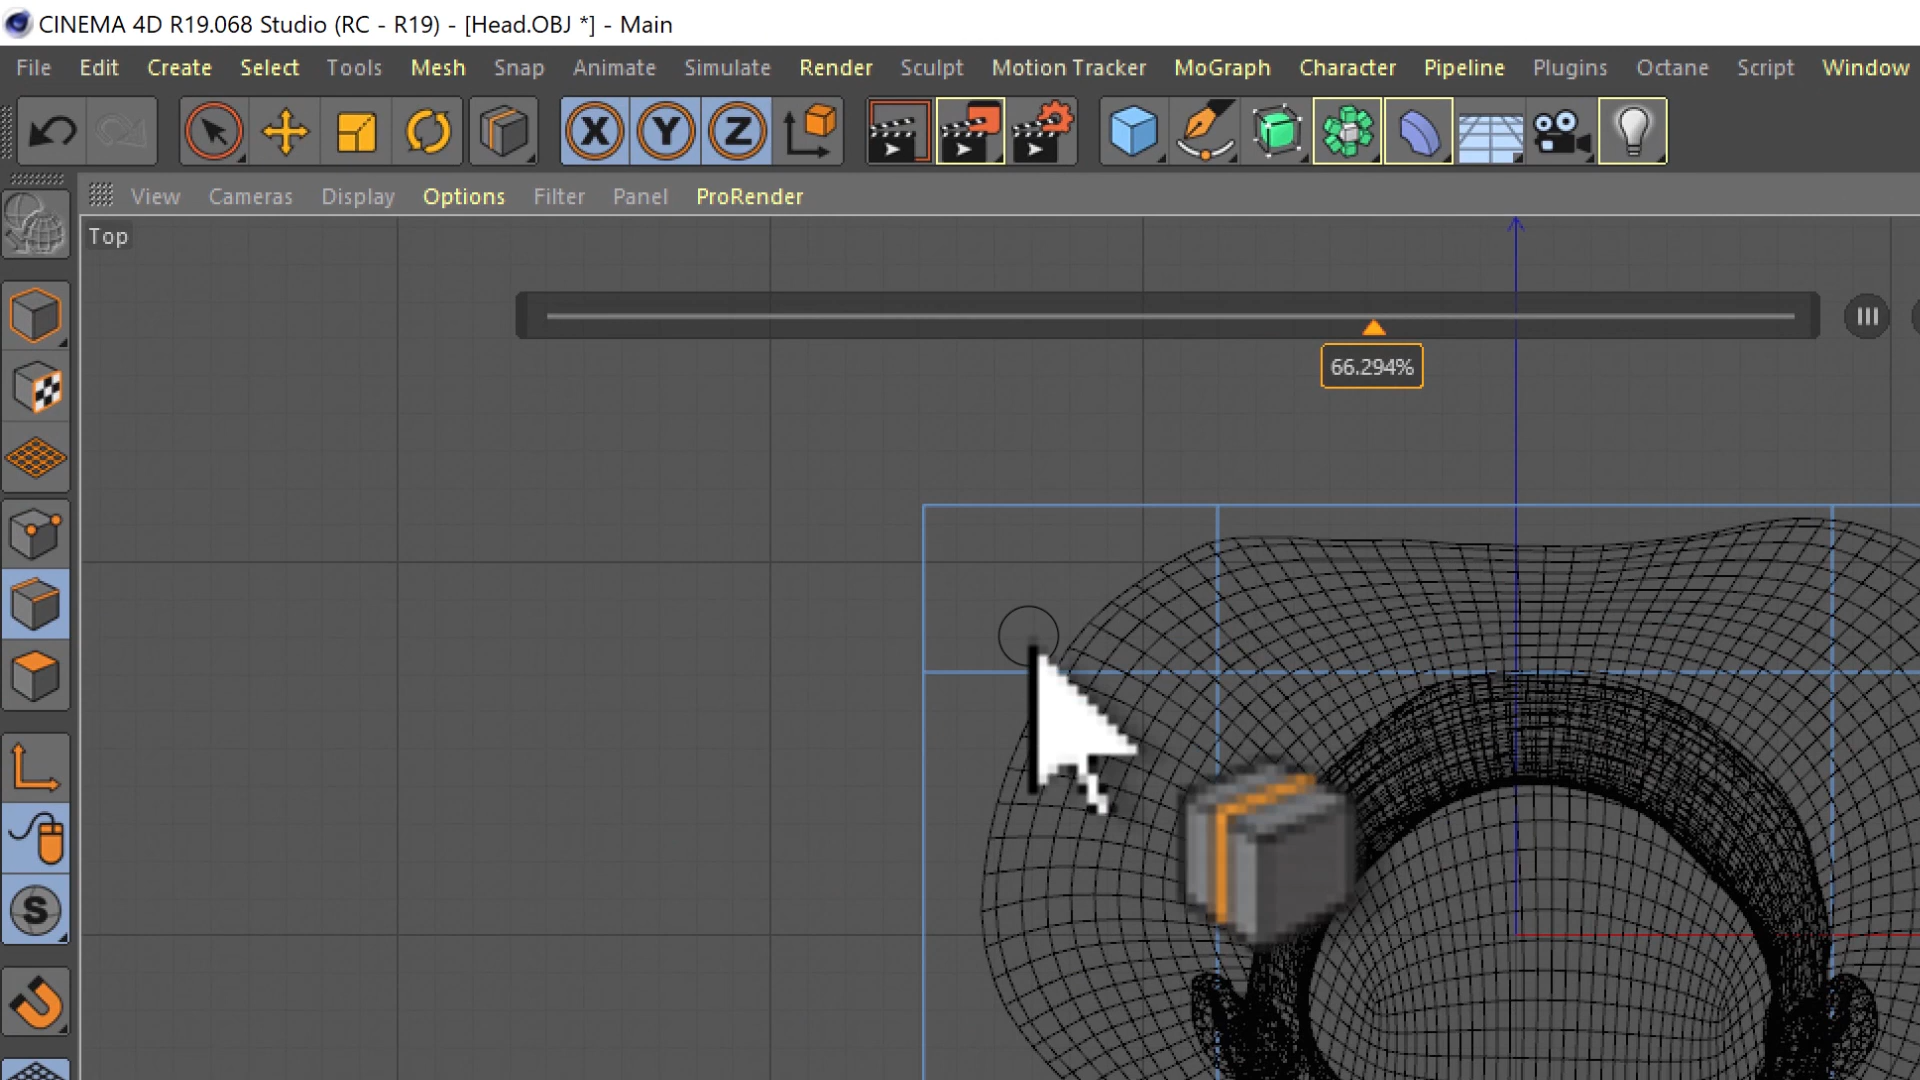 CINEMA 4D R19.068 Studio (RC - R19) - [Head.OBJ *] - Main
File Edit Create Select Tools Mesh Snap Animate Simulate Render Sculpt Motion Tracker MoGraph Character Pipeline Plugins Octane Script Window
X Y Z
View Cameras Display Options Filter Panel ProRender
Top
66.294%
S